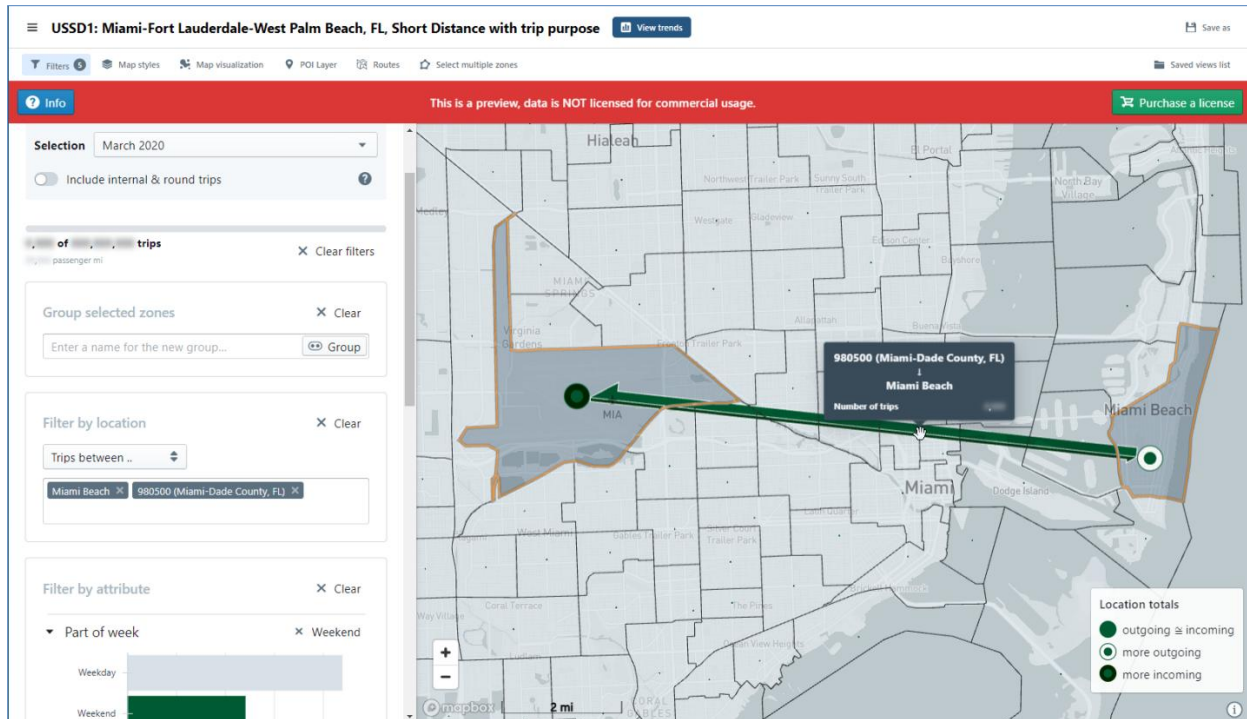 USSD1: Miami-Fort Lauderdale-West Palm Beach, FL, Short Distance with trip purpose
View trends
Save as
Filters 5
Map styles
Map visualization
POI Layer
Routes
Select multiple zones
Saved views list
Info
This is a preview, data is NOT licensed for commercial usage.
Purchase a license
Selection
March 2020
Include internal & round trips
of trips
passenger mi
Clear filters
Group selected zones
Clear
Enter a name for the new group...
Group
Filter by location
Clear
Trips between ..
Miami Beach
980500 (Miami-Dade County, FL)
Filter by attribute
Clear
Part of week
Weekend
Weekday
Weekend
Hialeah
El Portal
Northwest Trailer Park
Sunny South
Trailer Park
North Bay
Village
Medley
Westgate
Gladeview
Edison Center
Bayshore
MIAMI
SPRINGS
Virginia
Gardens
Allapattah
Buena Vista
Trailer Park
980500 (Miami-Dade County, FL)
↓
Miami Beach
Number of trips
MIA
Miami Beach
Miami
Dodge Island
Latin Quarter
West Miami
Gables Trailer Park
Trailer Park
Brickell Hammock
Coral Terrace
The Pines
Way Village
Ocean View Heights
Ludlam
CORAL
GABLES
+
−
mapbox
2 mi
Location totals
outgoing ≅ incoming
more outgoing
more incoming